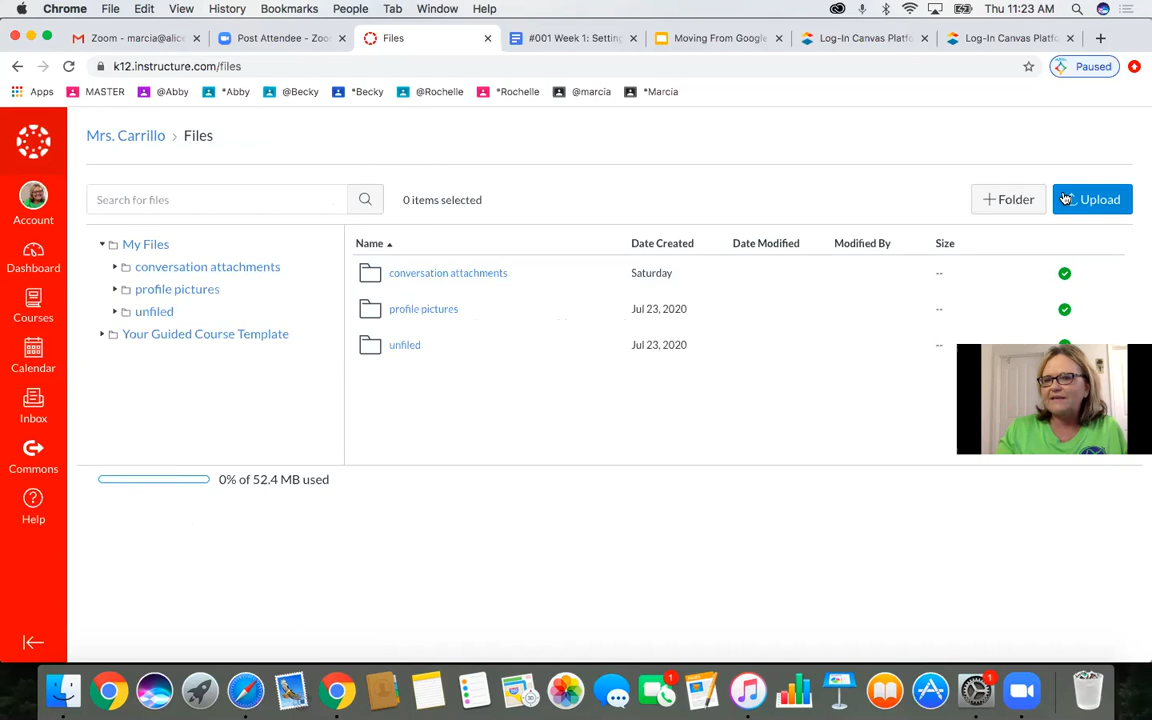 Chrome File Edit View History Bookmarks People Tab Window Help Thu 11:23 AM
Zoom - marcia@alice Post Attendee - Zoo Files #001 Week 1: Setting Moving From Google Log-In Canvas Platfo Log-In Canvas Platfo
k12.instructure.com/files Paused
Apps MASTER @Abby *Abby @Becky *Becky @Rochelle *Rochelle @marcia *Marcia
Mrs. Carrillo > Files
Search for files 0 items selected + Folder Upload
Account
Dashboard
Courses
Calendar
Inbox
Commons
Help
My Files
conversation attachments
profile pictures
unfiled
Your Guided Course Template
Name Date Created Date Modified Modified By Size
conversation attachments Saturday --
profile pictures Jul 23, 2020 --
unfiled Jul 23, 2020 --
0% of 52.4 MB used
1
1